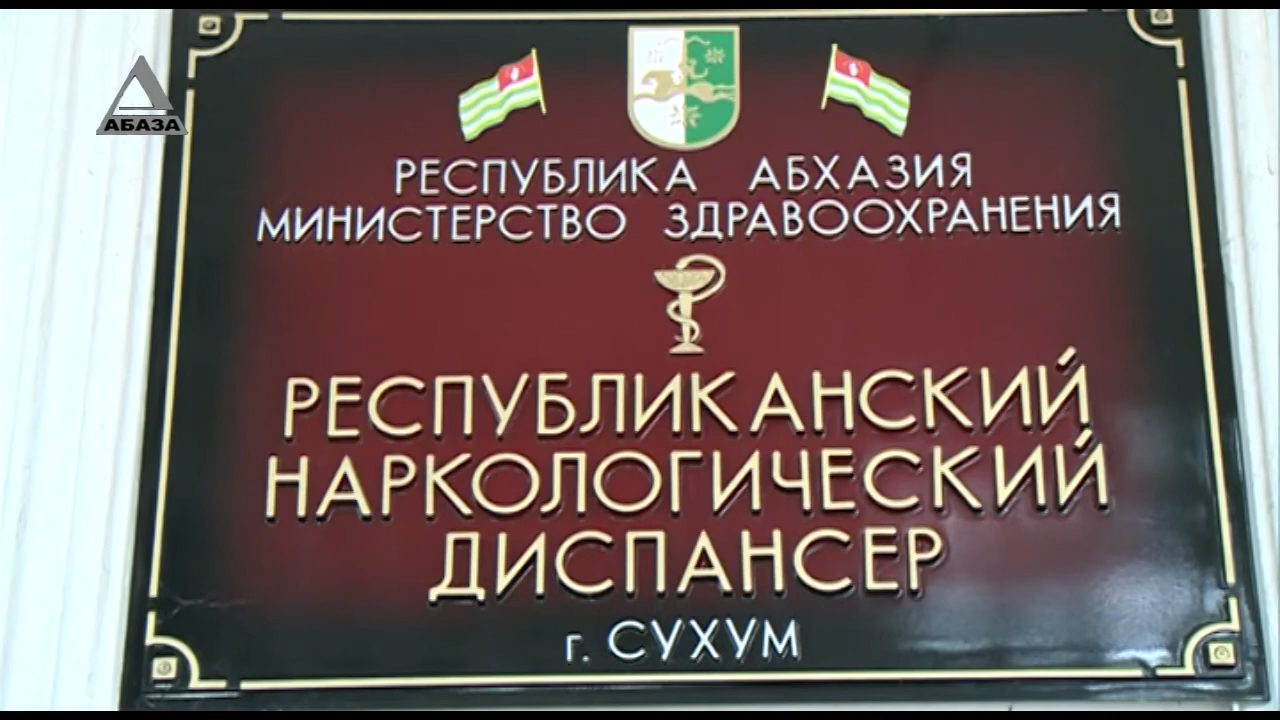 АБАЗА
РЕСПУБЛИКА АБХАЗИЯ
МИНИСТЕРСТВО ЗДРАВООХРАНЕНИЯ
РЕСПУБЛИКАНСКИЙ
НАРКОЛОГИЧЕСКИЙ
ДИСПАНСЕР
г. СУХУМ